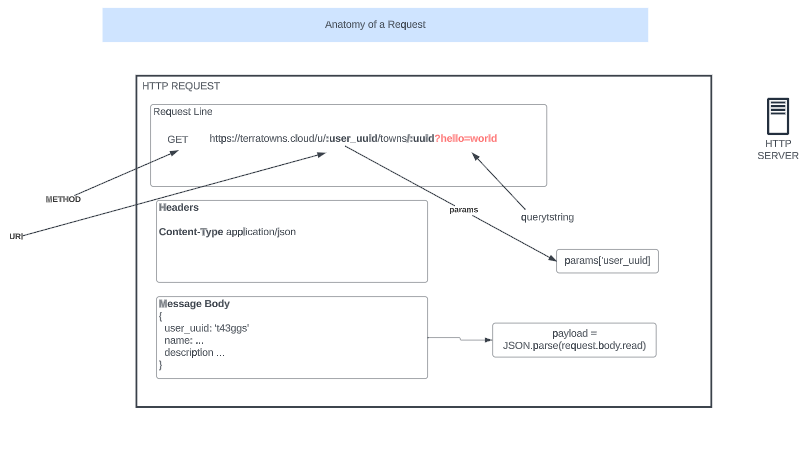 Anatomy of a Request
HTTP REQUEST
Request Line
GET https://terratowns.cloud/u/:user_uuid/towns/:uuid?hello=world
HTTP
SERVER
METHOD
URI
params
querytstring
Headers
Content-Type application/json
params['user_uuid]
Message Body
{
user_uuid: 't43ggs'
name: ...
description ...
}
payload =
JSON.parse(request.body.read)